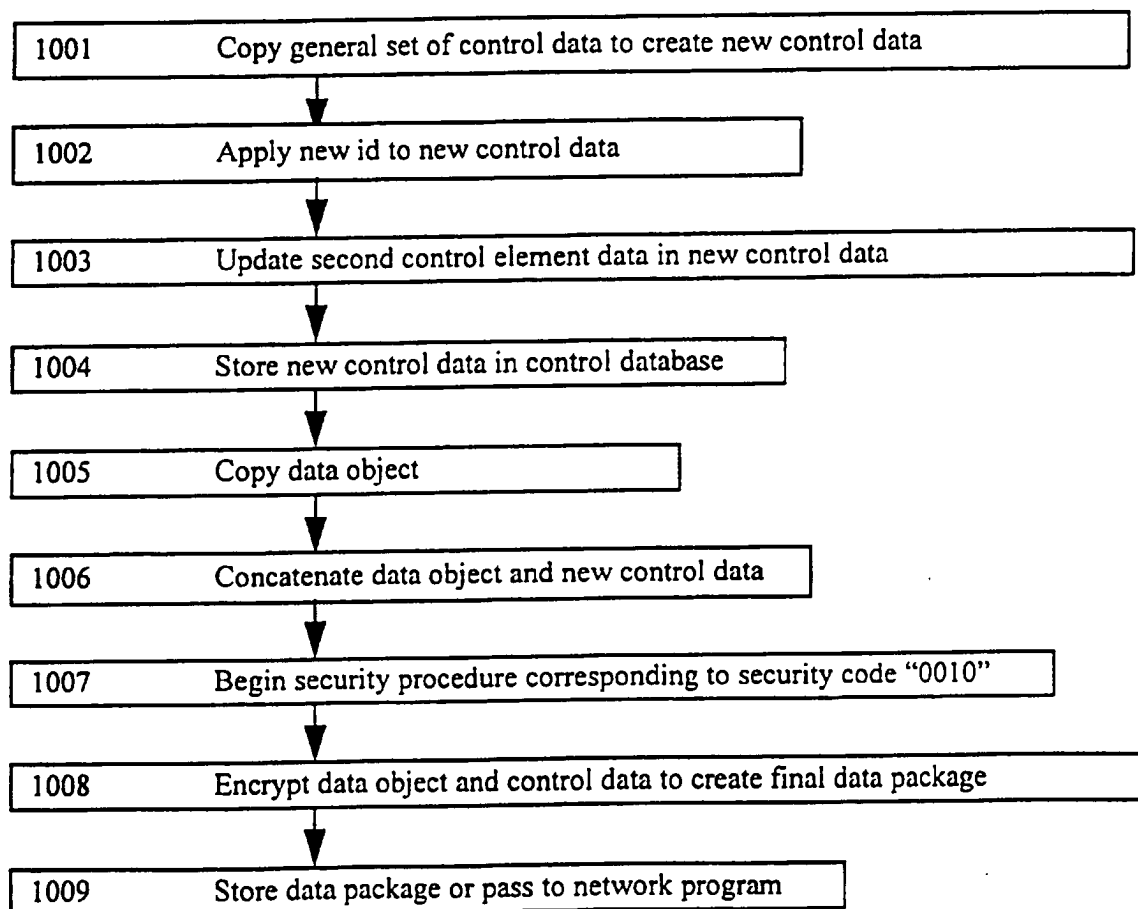 1001 Copy general set of control data to create new control data
1002 Apply new id to new control data
1003 Update second control element data in new control data
1004 Store new control data in control database
1005 Copy data object
1006 Concatenate data object and new control data
1007 Begin security procedure corresponding to security code “0010”
1008 Encrypt data object and control data to create final data package
1009 Store data package or pass to network program